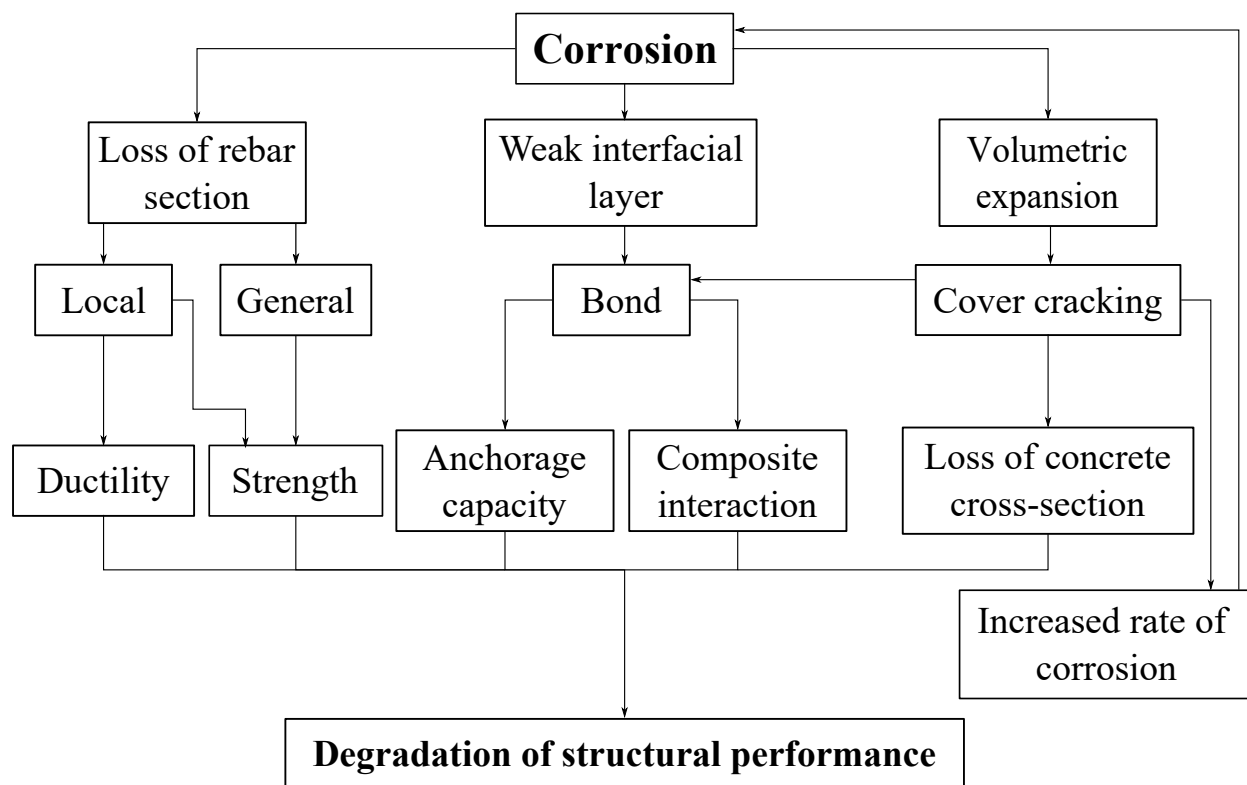 Corrosion
Loss of rebar
section
Weak interfacial
layer
Volumetric
expansion
Local
General
Bond
Cover cracking
Ductility
Strength
Anchorage
capacity
Composite
interaction
Loss of concrete
cross-section
Increased rate of
corrosion
Degradation of structural performance